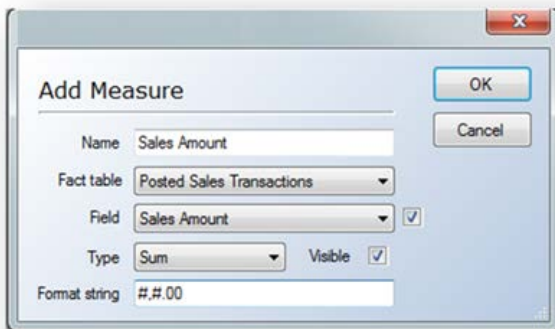 Add Measure
OK
Cancel
Name Sales Amount
Fact table Posted Sales Transactions
Field Sales Amount
Type Sum Visible
Format string #,#.00